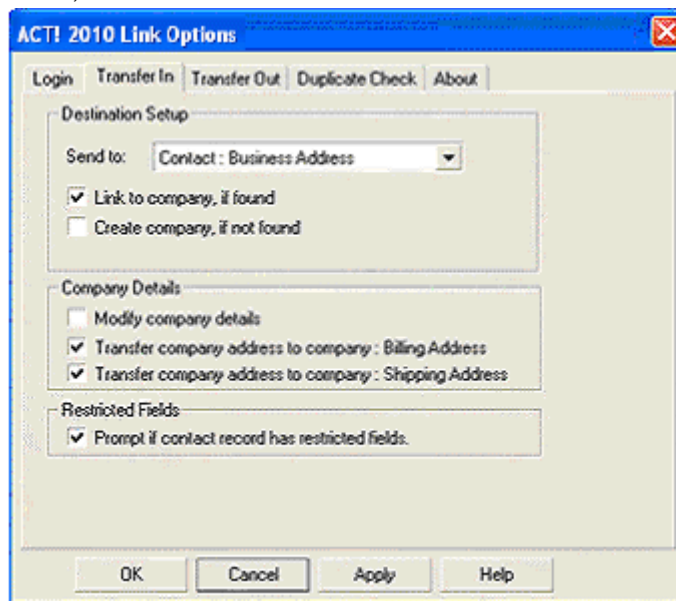 ACT! 2010 Link Options
Login Transfer In Transfer Out Duplicate Check About
Destination Setup
Send to: Contact : Business Address
Link to company, if found
Create company, if not found
Company Details
Modify company details
Transfer company address to company : Billing Address
Transfer company address to company : Shipping Address
Restricted Fields
Prompt if contact record has restricted fields.
OK Cancel Apply Help